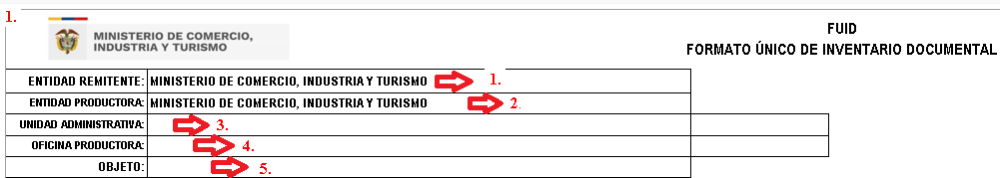 1.
MINISTERIO DE COMERCIO,
INDUSTRIA Y TURISMO
FUID
FORMATO ÚNICO DE INVENTARIO DOCUMENTAL
ENTIDAD REMITENTE: MINISTERIO DE COMERCIO, INDUSTRIA Y TURISMO 1.
ENTIDAD PRODUCTORA: MINISTERIO DE COMERCIO, INDUSTRIA Y TURISMO 2.
UNIDAD ADMINISTRATIVA: 3.
OFICINA PRODUCTORA: 4.
OBJETO: 5.